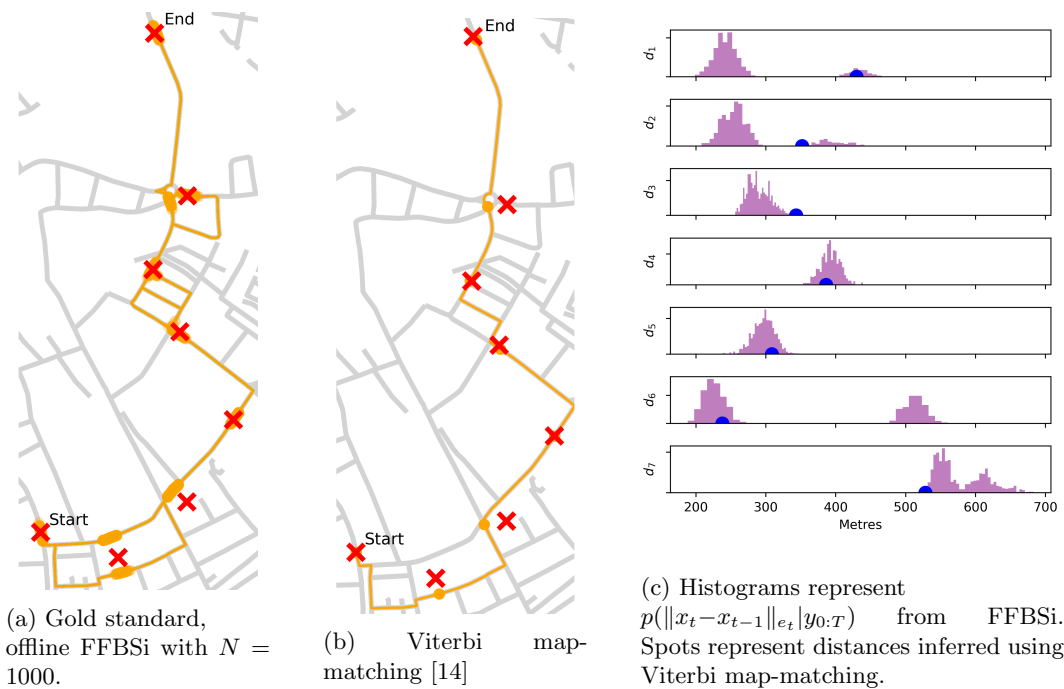 End
Start
(a) Gold standard,
offline FFBSi with N =
1000.
End
Start
(b) Viterbi map-
matching [14]
d₁
d₂
d₃
d₄
d₅
d₆
d₇
200 300 400 500 600 700
Metres
(c) Histograms represent
p(‖xₜ−xₜ₋₁‖ₑₜ|y₀:T) from FFBSi.
Spots represent distances inferred using
Viterbi map-matching.